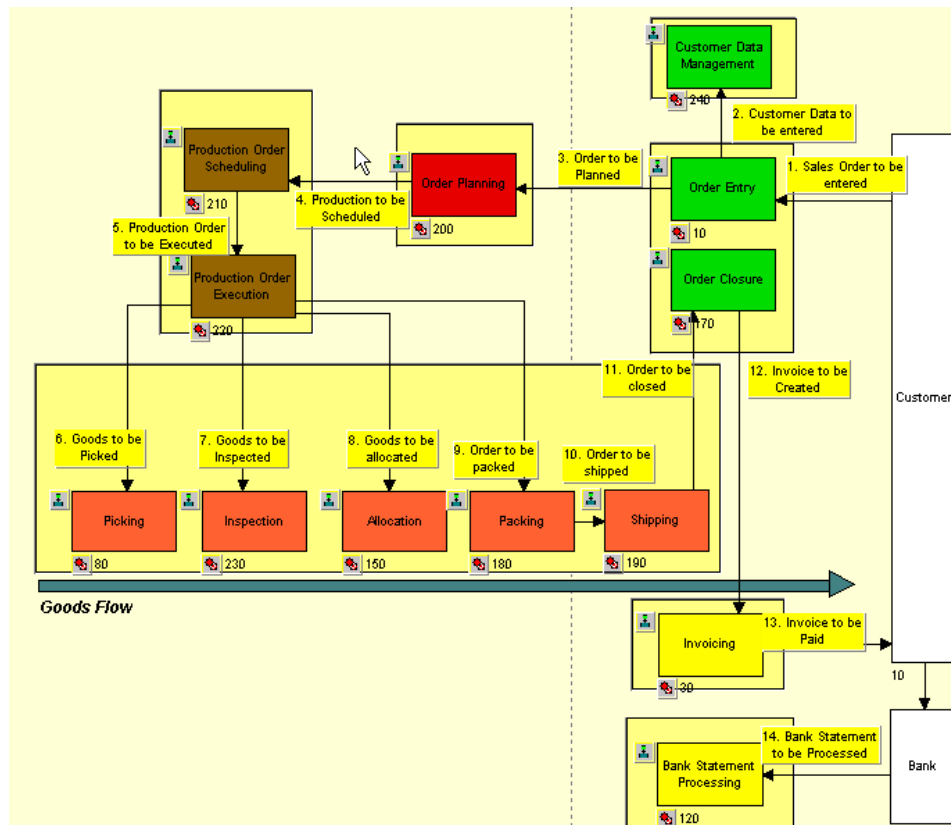 Customer Data
Management
240
2. Customer Data to
be entered
Production Order
Scheduling
210
Order Planning
200
3. Order to be
Planned
4. Production to be
Scheduled
Order Entry
10
1. Sales Order to be
entered
5. Production Order
to be Executed
Production Order
Execution
220
Order Closure
170
11. Order to be
closed
12. Invoice to be
Created
Customer
6. Goods to be
Picked
7. Goods to be
Inspected
8. Goods to be
allocated
9. Order to be
packed
10. Order to be
shipped
Picking
80
Inspection
230
Allocation
150
Packing
180
Shipping
190
Goods Flow
Invoicing
30
13. Invoice to be
Paid
10
14. Bank Statement
to be Processed
Bank Statement
Processing
120
Bank